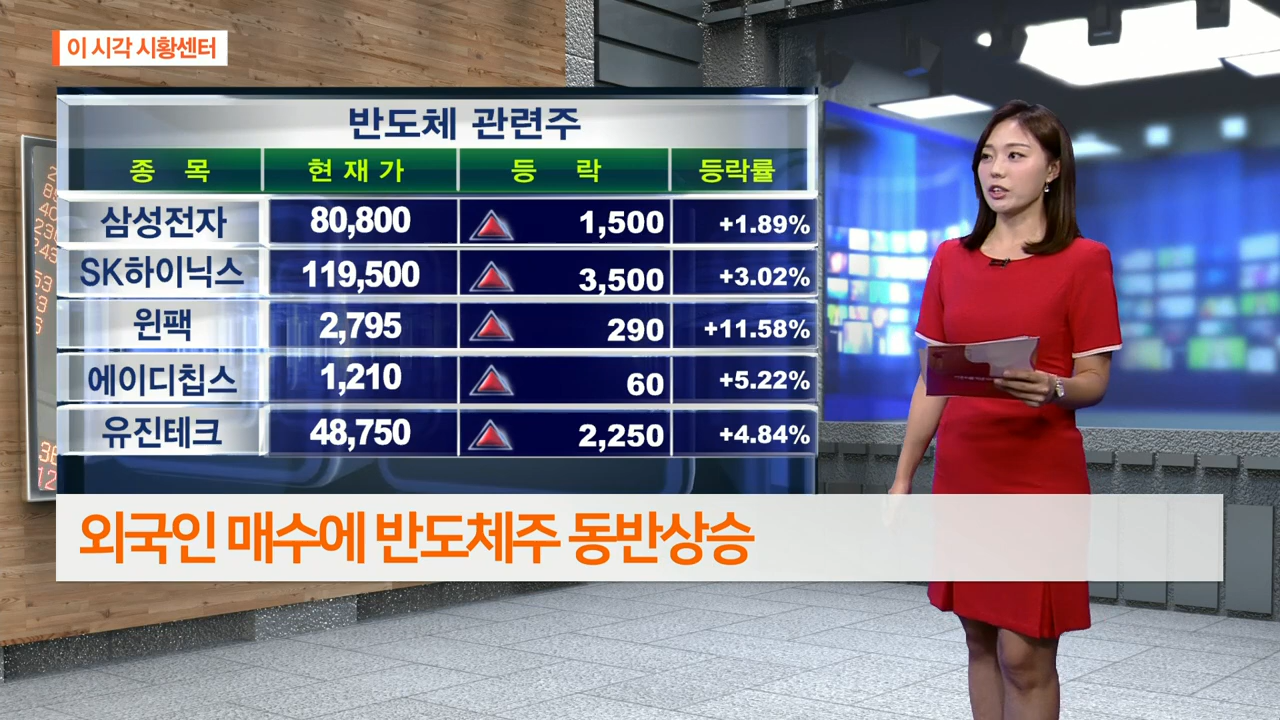 이 시각 시황센터
반도체 관련주
종 목 현 재 가 등 락 등락률
삼성전자 80,800 ▲ 1,500 +1.89%
SK하이닉스 119,500 ▲ 3,500 +3.02%
윈팩 2,795 ▲ 290 +11.58%
에이디칩스 1,210 ▲ 60 +5.22%
유진테크 48,750 ▲ 2,250 +4.84%
외국인 매수에 반도체주 동반상승